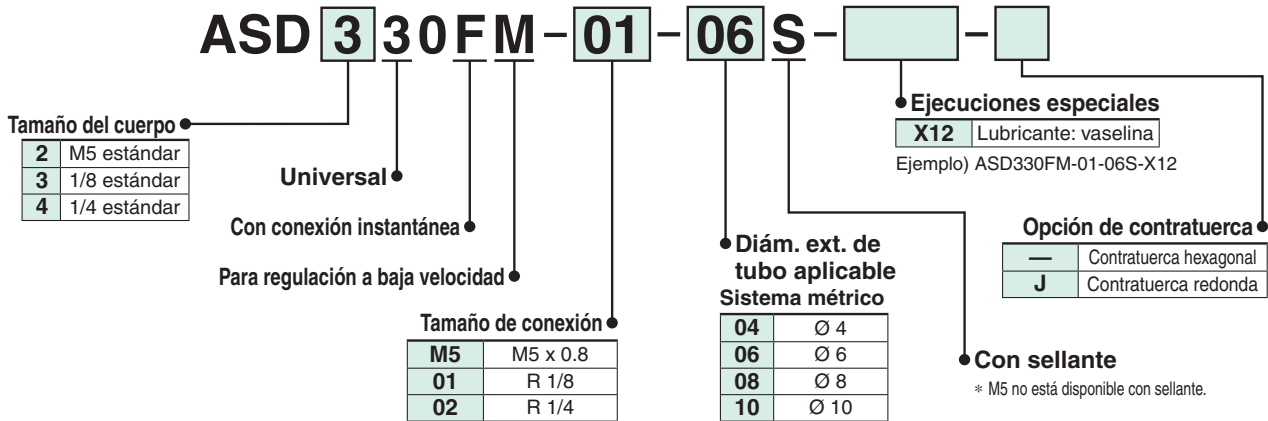 ASD 3 3 0 F M – 01 – 06 S – –
Tamaño del cuerpo
2 M5 estándar
3 1/8 estándar
4 1/4 estándar
Universal
Con conexión instantánea
Para regulación a baja velocidad
Tamaño de conexión
M5 M5 x 0.8
01 R 1/8
02 R 1/4
Diám. ext. de
tubo aplicable
Sistema métrico
04 Ø 4
06 Ø 6
08 Ø 8
10 Ø 10
Ejecuciones especiales
X12 Lubricante: vaselina
Ejemplo) ASD330FM-01-06S-X12
Opción de contratuerca
— Contratuerca hexagonal
J Contratuerca redonda
Con sellante
* M5 no está disponible con sellante.